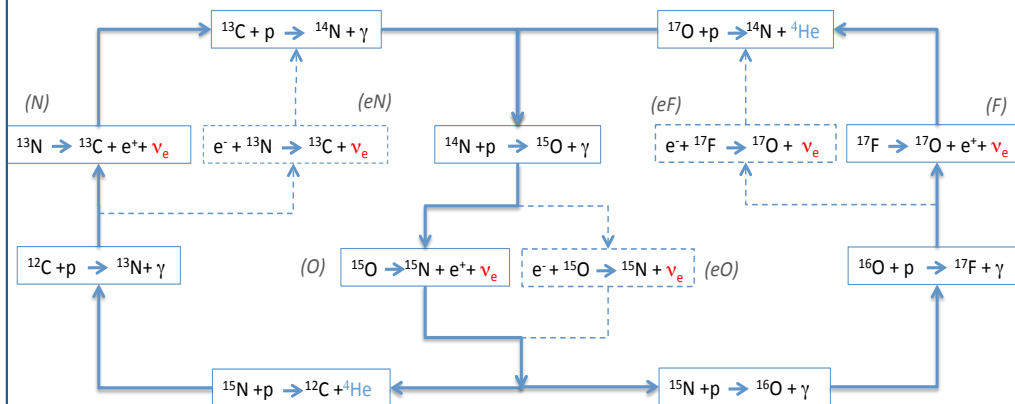 ¹³C + p → ¹⁴N + γ
¹⁷O +p → ¹⁴N + ⁴He
(N)
(eN)
(eF)
(F)
¹³N → ¹³C + e⁺+ νₑ
e⁻ + ¹³N → ¹³C + νₑ
¹⁴N + p → ¹⁵O + γ
e⁻+ ¹⁷F → ¹⁷O + νₑ
¹⁷F → ¹⁷O + e⁺+ νₑ
¹²C +p → ¹³N+ γ
(O)
¹⁵O → ¹⁵N + e⁺+ νₑ
e⁻ + ¹⁵O → ¹⁵N + νₑ
(eO)
¹⁶O + p → ¹⁷F + γ
¹⁵N +p → ¹²C +⁴He
¹⁵N + p → ¹⁶O + γ